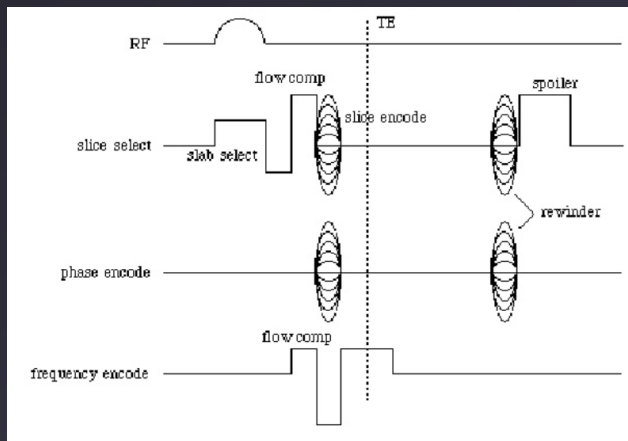 TE
RF
flow comp
spoiler
slice encode
slice select
slab select
rewinder
phase encode
flow comp
frequency encode